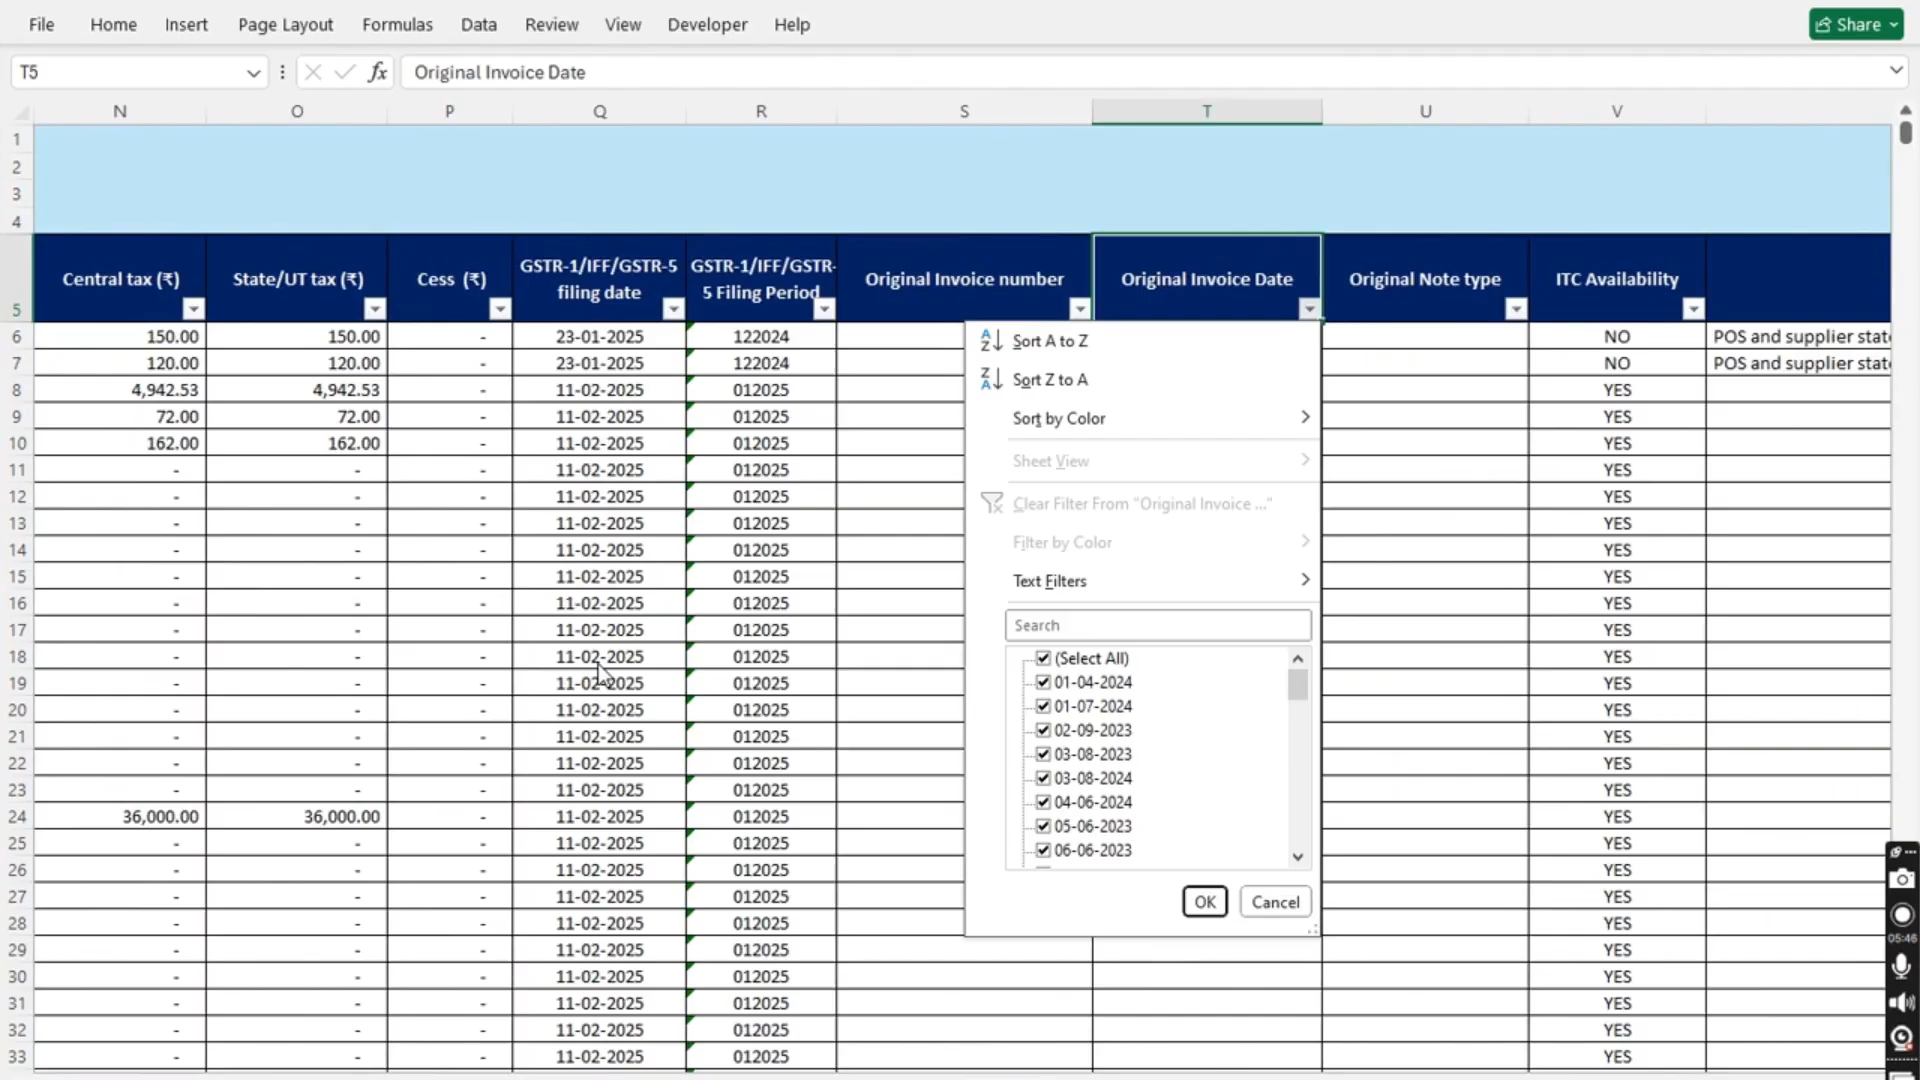 File Home Insert Page Layout Formulas Data Review View Developer Help Share
T5 fx Original Invoice Date
N O P Q R S T U V
1
2
3
4
5 Central tax (₹) State/UT tax (₹) Cess (₹) GSTR-1/IFF/GSTR-5 filing date GSTR-1/IFF/GSTR-5 Filing Period Original Invoice number Original Invoice Date Original Note type ITC Availability
6 150.00 150.00 - 23-01-2025 122024 NO POS and supplier state
7 120.00 120.00 - 23-01-2025 122024 NO POS and supplier state
8 4,942.53 4,942.53 - 11-02-2025 012025 YES
9 72.00 72.00 - 11-02-2025 012025 YES
10 162.00 162.00 - 11-02-2025 012025 YES
11 - - - 11-02-2025 012025 YES
12 - - - 11-02-2025 012025 YES
13 - - - 11-02-2025 012025 YES
14 - - - 11-02-2025 012025 YES
15 - - - 11-02-2025 012025 YES
16 - - - 11-02-2025 012025 YES
17 - - - 11-02-2025 012025 YES
18 - - - 11-02-2025 012025 YES
19 - - - 11-02-2025 012025 YES
20 - - - 11-02-2025 012025 YES
21 - - - 11-02-2025 012025 YES
22 - - - 11-02-2025 012025 YES
23 - - - 11-02-2025 012025 YES
24 36,000.00 36,000.00 - 11-02-2025 012025 YES
25 - - - 11-02-2025 012025 YES
26 - - - 11-02-2025 012025 YES
27 - - - 11-02-2025 012025 YES
28 - - - 11-02-2025 012025 YES
29 - - - 11-02-2025 012025 YES
30 - - - 11-02-2025 012025 YES
31 - - - 11-02-2025 012025 YES
32 - - - 11-02-2025 012025 YES
33 - - - 11-02-2025 012025 YES
Sort A to Z
Sort Z to A
Sort by Color
Sheet View
Clear Filter From "Original Invoice ..."
Filter by Color
Text Filters
Search
(Select All)
01-04-2024
01-07-2024
02-09-2023
03-08-2023
03-08-2024
04-06-2024
05-06-2023
06-06-2023
OK Cancel
05:46